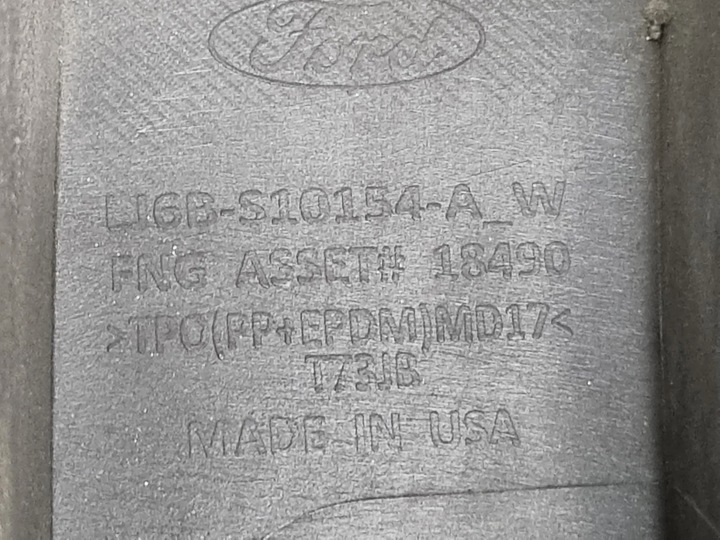 Ford
LJ6B-S10154-A_W
FNG ASSET# 18490
>TPO(PP+EPDM)MD17<
T73JB
MADE IN USA